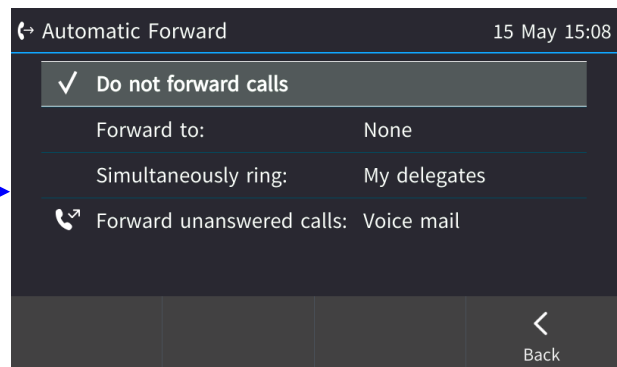 Automatic Forward 15 May 15:08
Do not forward calls
Forward to: None
Simultaneously ring: My delegates
Forward unanswered calls: Voice mail
Back